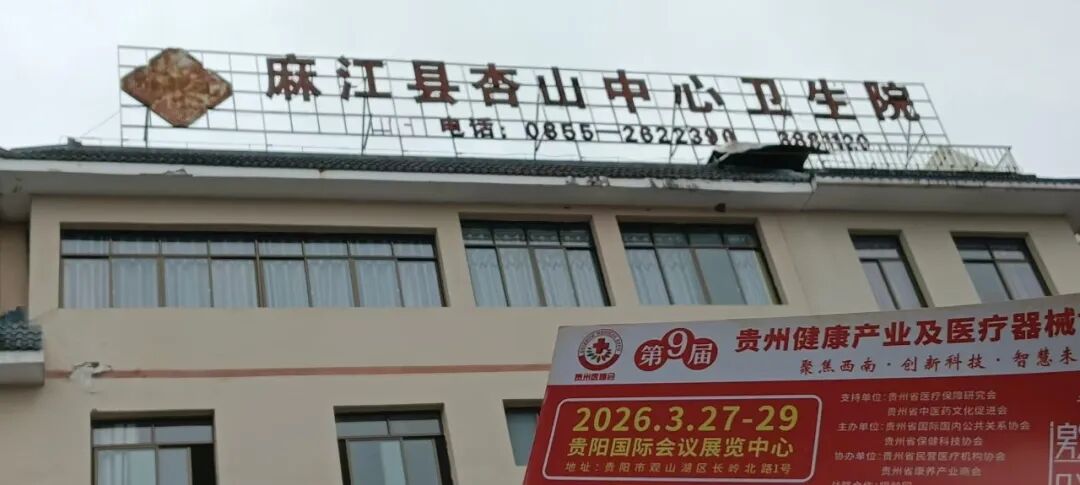 麻江县杏山中心卫生院
电话：0855—2622390
贵州医博会
第9届
贵州健康产业及医疗器械
聚焦西南·创新科技·智慧未
2026.3.27-29
贵阳国际会议展览中心
地址：贵阳市观山湖区长岭北路1号
支持单位：贵州省医疗保障研究会
贵州省中医药文化促进会
主办单位：贵州省国际国内公共关系协会
贵州省保健科技协会
协办单位：贵州省民营医疗机构协会
贵州省康养产业商会